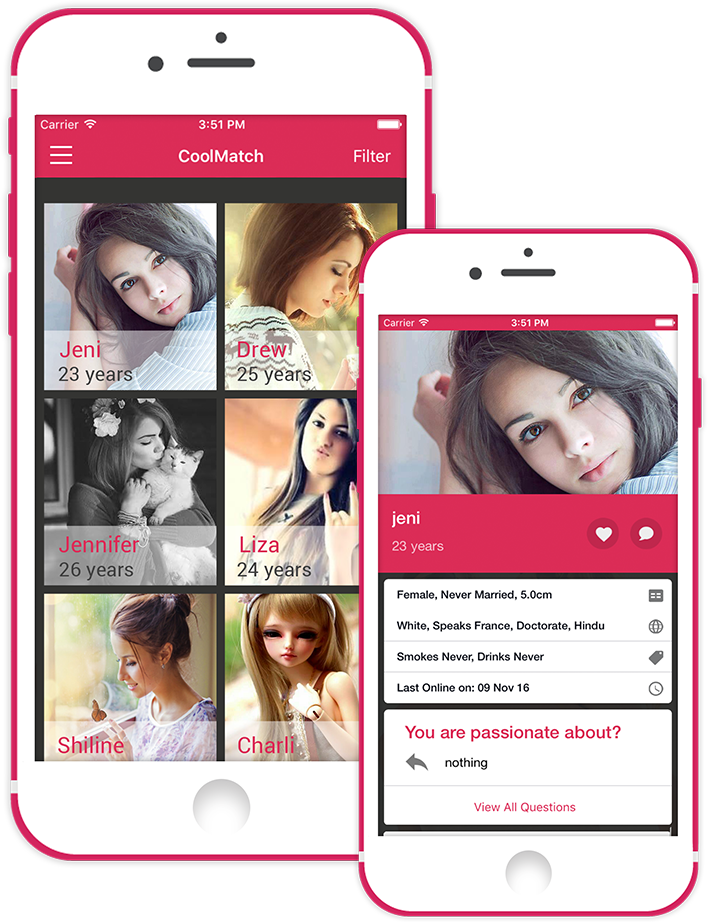 Carrier 3:51 PM
CoolMatch Filter
Jeni
23 years
Drew
25 years
Jennifer
26 years
Liza
24 years
Shiline
Charli
Carrier 3:51 PM
jeni
23 years
Female, Never Married, 5.0cm
White, Speaks France, Doctorate, Hindu
Smokes Never, Drinks Never
Last Online on: 09 Nov 16
You are passionate about?
nothing
View All Questions